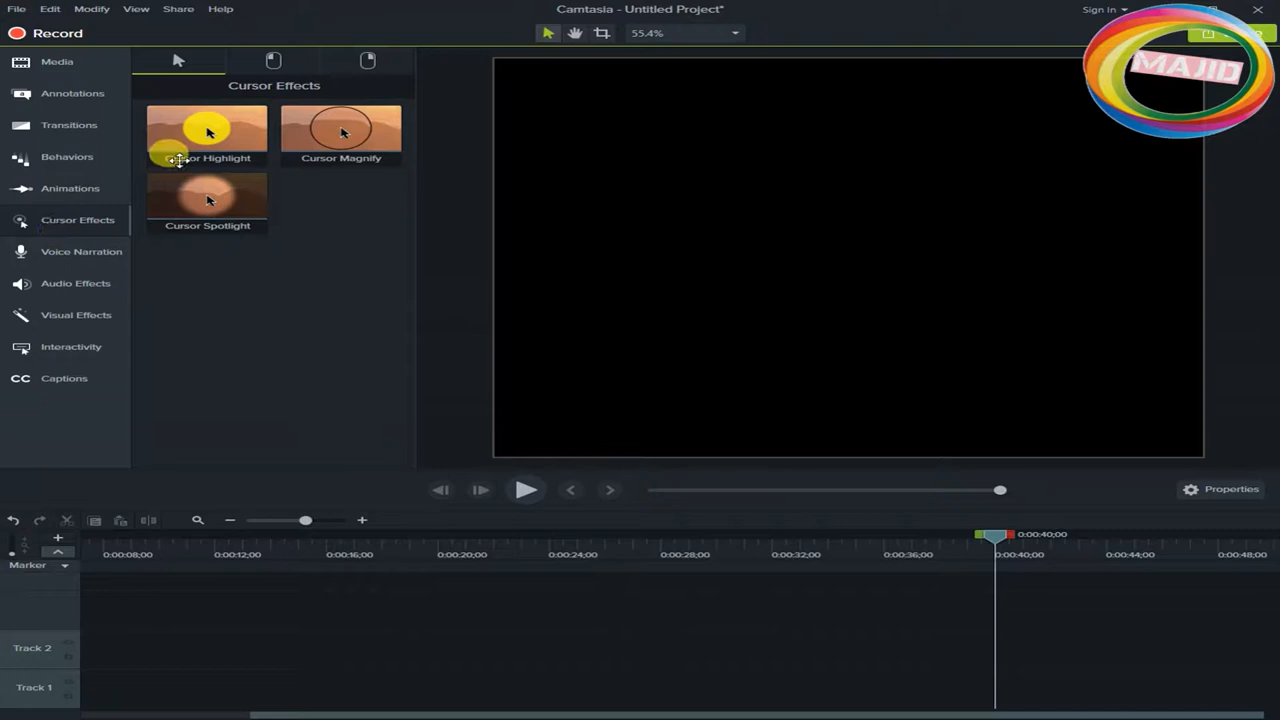 File Edit Modify View Share Help
Camtasia - Untitled Project*
Sign In
Record
55.4%
MAJID
Media
Annotations
Transitions
Behaviors
Animations
Cursor Effects
Voice Narration
Audio Effects
Visual Effects
Interactivity
CC Captions
Cursor Effects
Cursor Highlight
Cursor Magnify
Cursor Spotlight
Properties
0:00:40;00
0:00:08;00 0:00:12;00 0:00:16;00 0:00:20;00 0:00:24;00 0:00:28;00 0:00:32;00 0:00:36;00 0:00:40;00 0:00:44;00 0:00:48;00
Marker
Track 2
Track 1